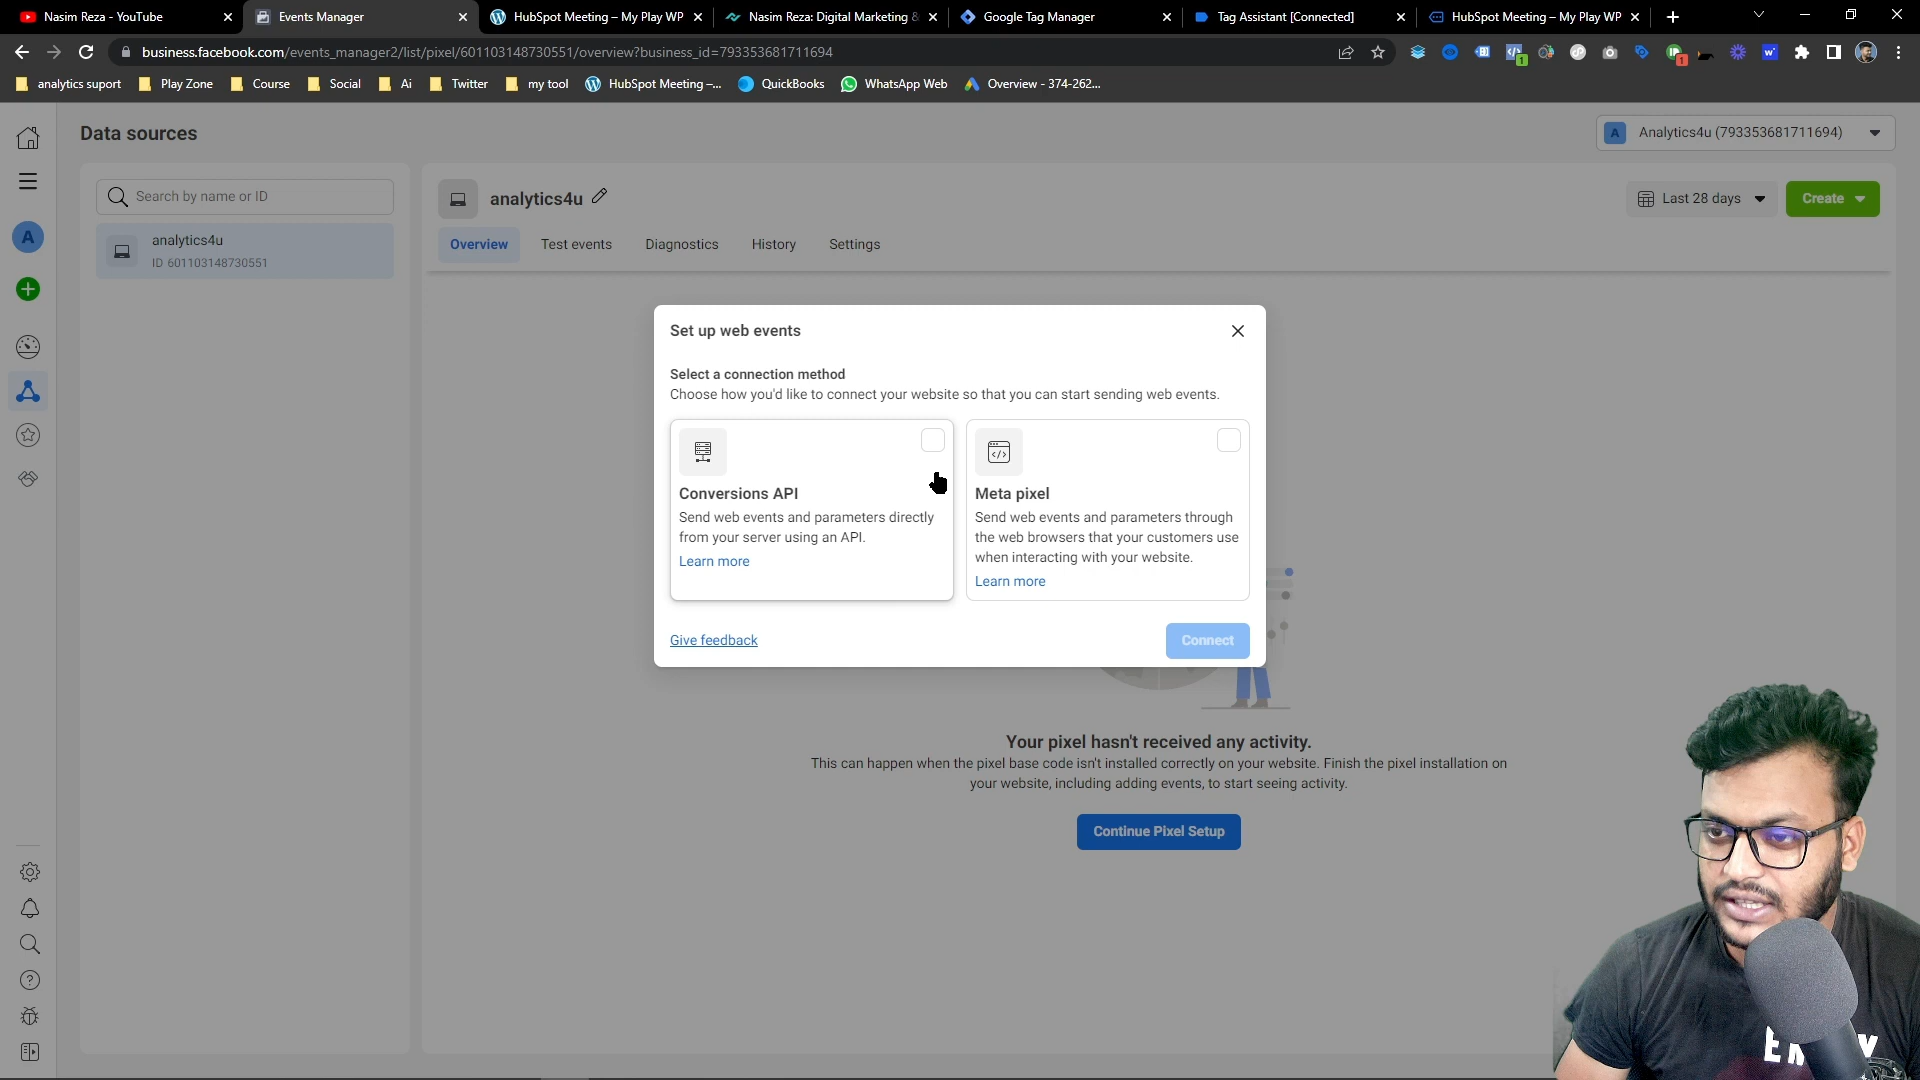 Nasim Reza - YouTube
Events Manager
HubSpot Meeting – My Play WP
Nasim Reza: Digital Marketing &
Google Tag Manager
Tag Assistant [Connected]
HubSpot Meeting – My Play WP
business.facebook.com/events_manager2/list/pixel/601103148730551/overview?business_id=793353681711694
1
1
analytics suport
Play Zone
Course
Social
Ai
Twitter
my tool
HubSpot Meeting –...
QuickBooks
WhatsApp Web
Overview - 374-262...
Data sources
A
Analytics4u (793353681711694)
Search by name or ID
analytics4u
Last 28 days
Create
A
analytics4u
ID 601103148730551
Overview
Test events
Diagnostics
History
Settings
Set up web events
Select a connection method
Choose how you'd like to connect your website so that you can start sending web events.
Conversions API
Send web events and parameters directly
from your server using an API.
Learn more
Meta pixel
Send web events and parameters through
the web browsers that your customers use
when interacting with your website.
Learn more
Give feedback
Connect
Your pixel hasn't received any activity.
This can happen when the pixel base code isn't installed correctly on your website. Finish the pixel installation on
your website, including adding events, to start seeing activity.
Continue Pixel Setup